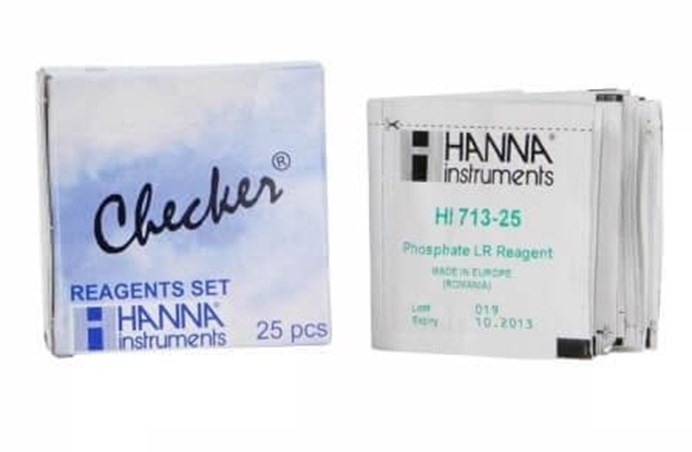 Checker®
REAGENTS SET
HANNA®
instruments
25 pcs
HANNA®
instruments
HI 713-25
Phosphate LR Reagent
MADE IN EUROPE
(ROMANIA)
Lot# 019
Expiry 10.2013